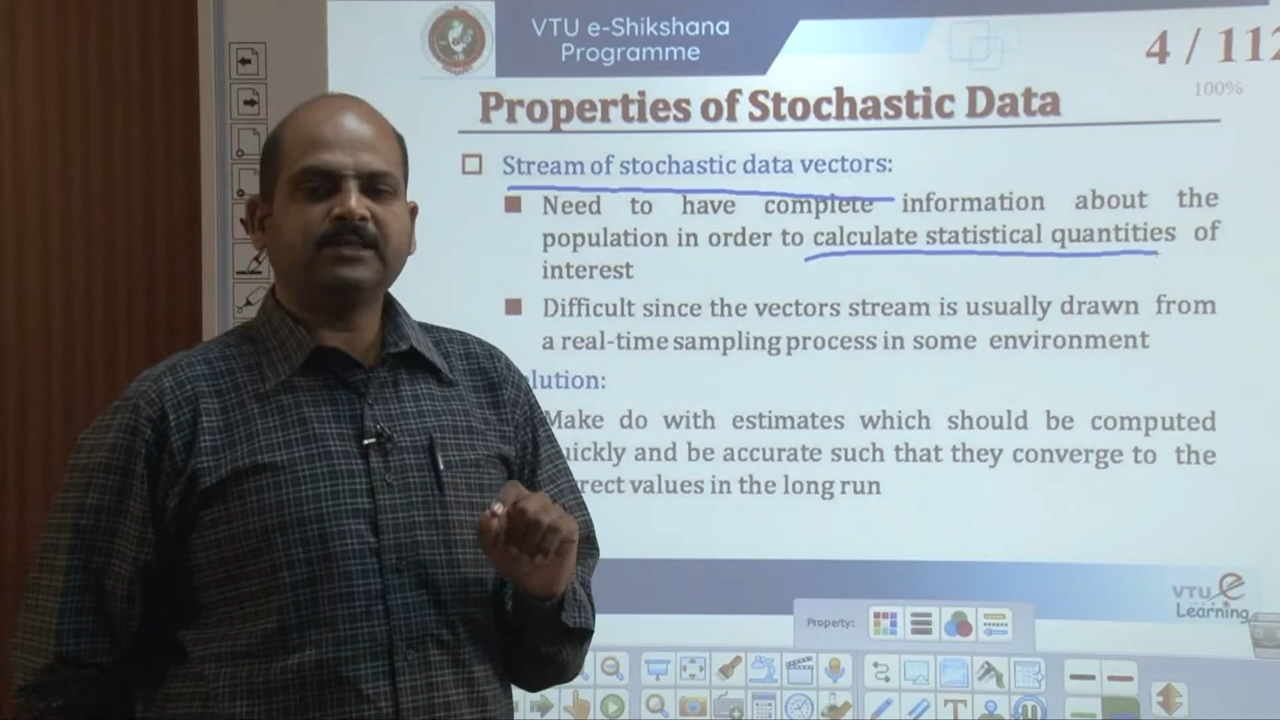 VTU e-Shikshana
Programme
4 / 112
100%
Properties of Stochastic Data
Stream of stochastic data vectors:
Need to have complete information about the
population in order to calculate statistical quantities of
interest
Difficult since the vectors stream is usually drawn from
a real-time sampling process in some environment
lution:
Make do with estimates which should be computed
uickly and be accurate such that they converge to the
rect values in the long run
VTU e
Learning
Property: